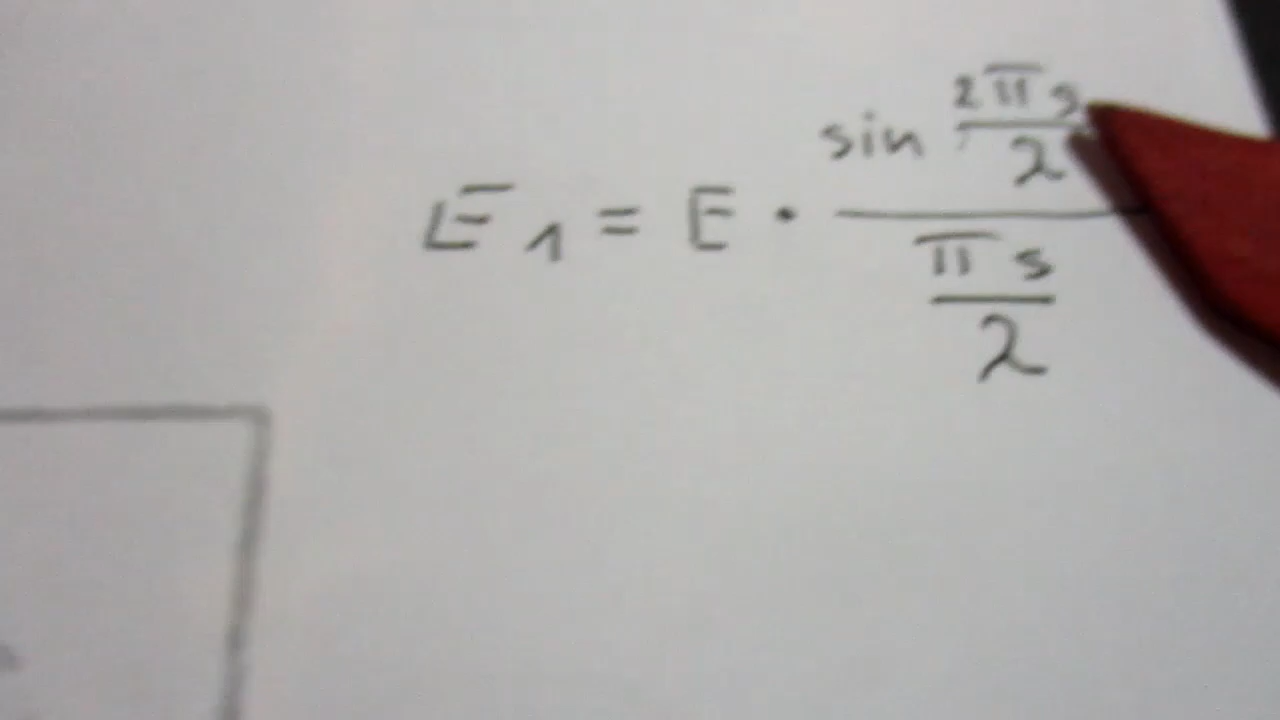 E₁ = E · (sin (2πs/λ)) / (πs/λ)